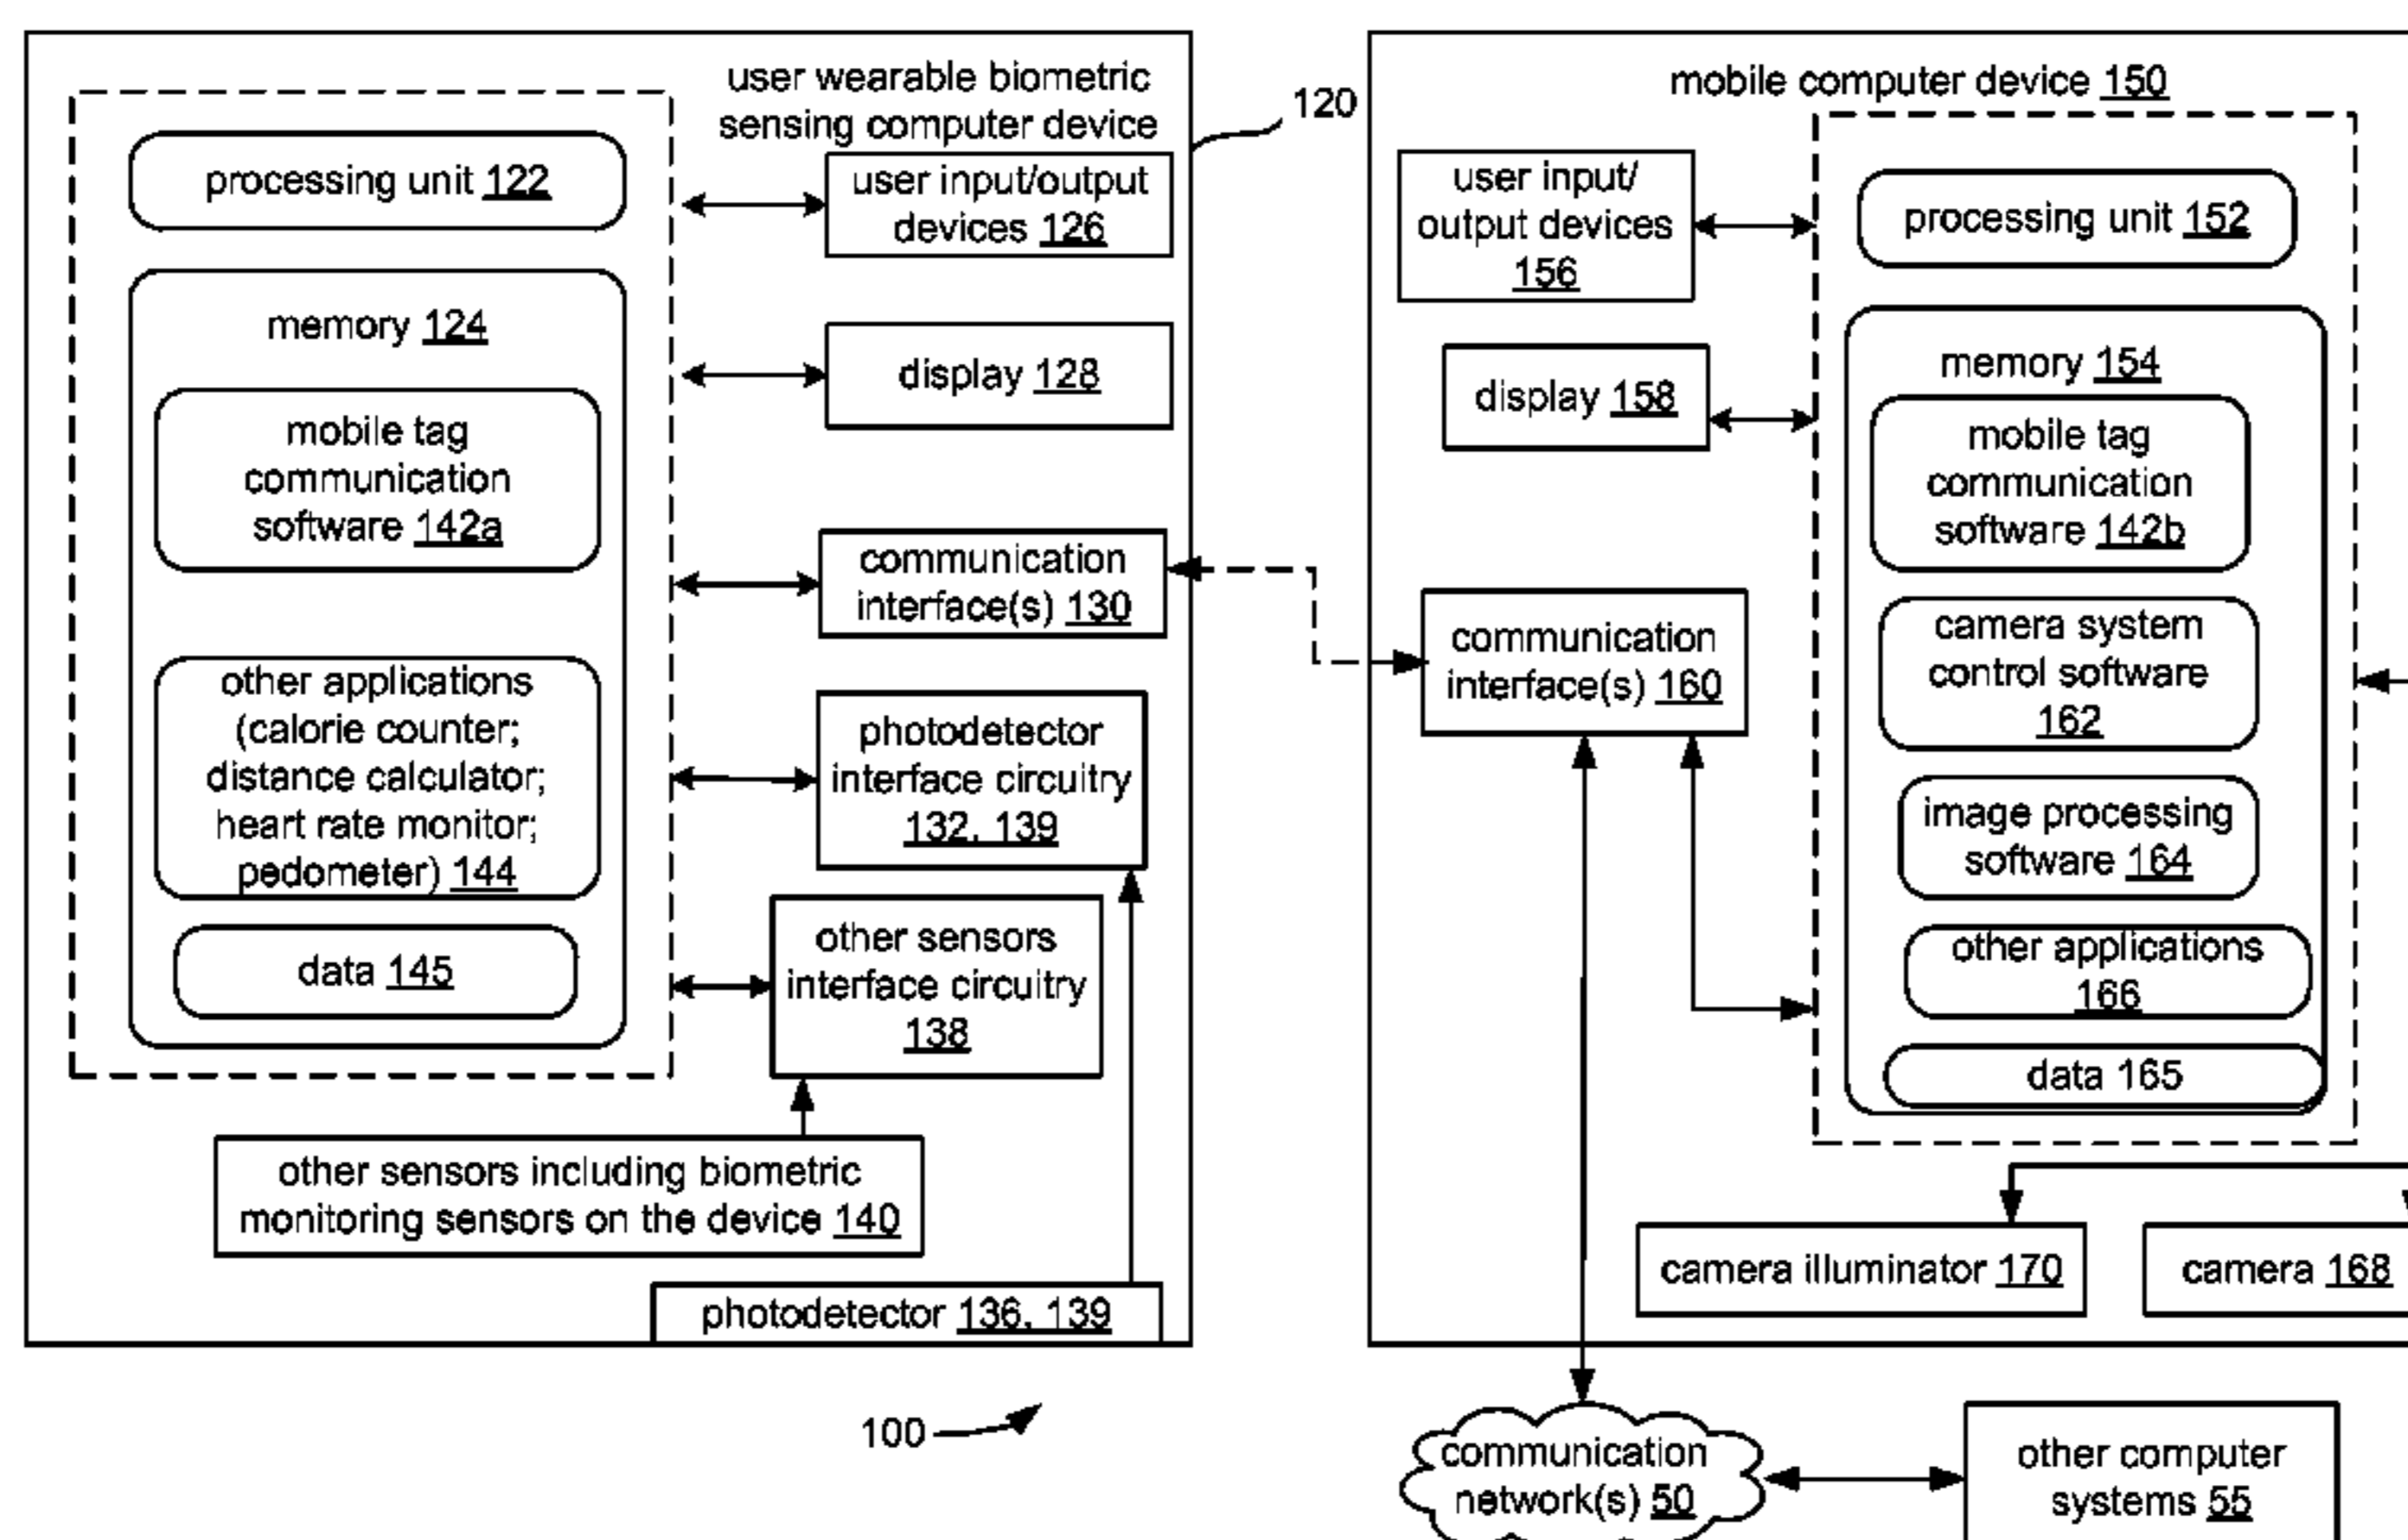 user wearable biometric
sensing computer device
120
processing unit 122
user input/output
devices 126
memory 124
display 128
mobile tag
communication
software 142a
communication
interface(s) 130
other applications
(calorie counter;
distance calculator;
heart rate monitor;
pedometer) 144
photodetector
interface circuitry
132, 139
data 145
other sensors
interface circuitry
138
other sensors including biometric
monitoring sensors on the device 140
photodetector 136, 139
100
mobile computer device 150
user input/
output devices
156
processing unit 152
display 158
memory 154
mobile tag
communication
software 142b
communication
interface(s) 160
camera system
control software
162
image processing
software 164
other applications
166
data 165
camera illuminator 170
camera 168
communication
network(s) 50
other computer
systems 55